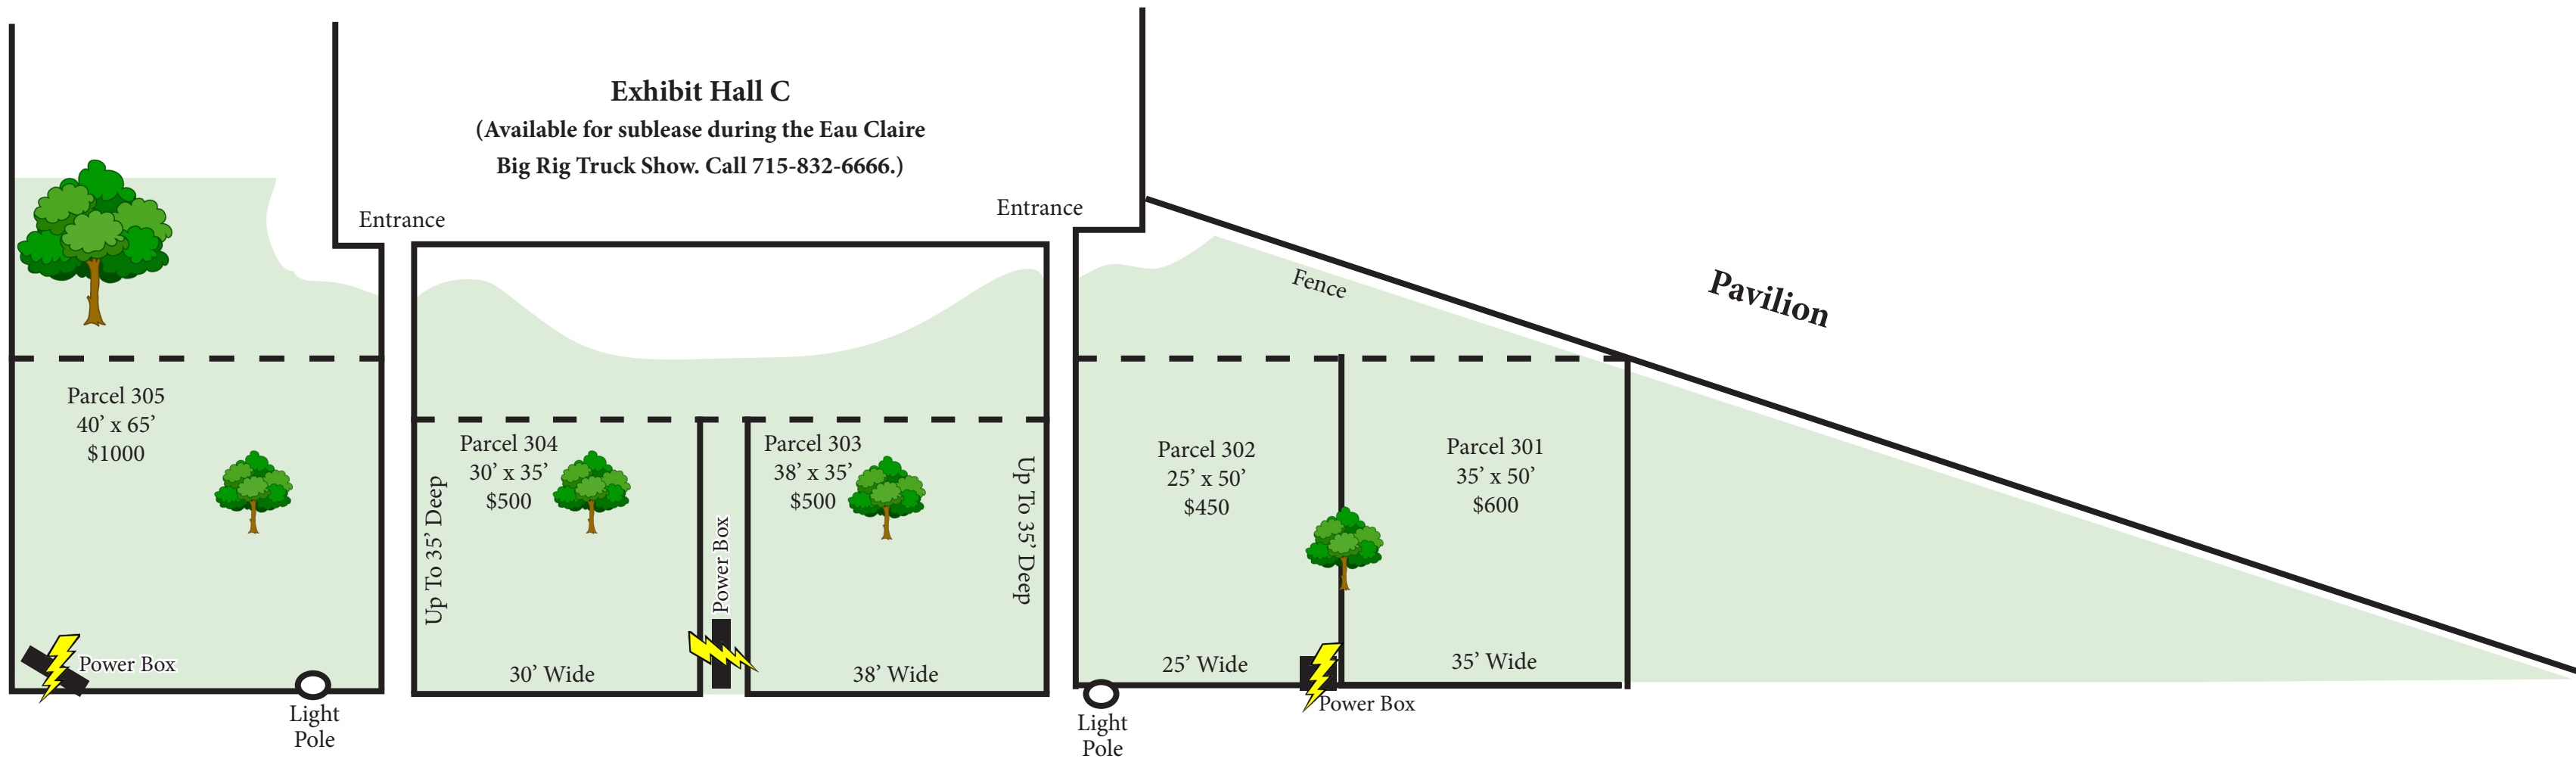 Exhibit Hall C
(Available for sublease during the Eau Claire
Big Rig Truck Show. Call 715-832-6666.)
Entrance
Entrance
Fence
Pavilion
Parcel 305
40’ x 65’
$1000
Power Box
Light
Pole
Parcel 304
30’ x 35’
$500
Up To 35’ Deep
30’ Wide
Power Box
Parcel 303
38’ x 35’
$500
Up To 35’ Deep
38’ Wide
Parcel 302
25’ x 50’
$450
25’ Wide
Light
Pole
Power Box
Parcel 301
35’ x 50’
$600
35’ Wide